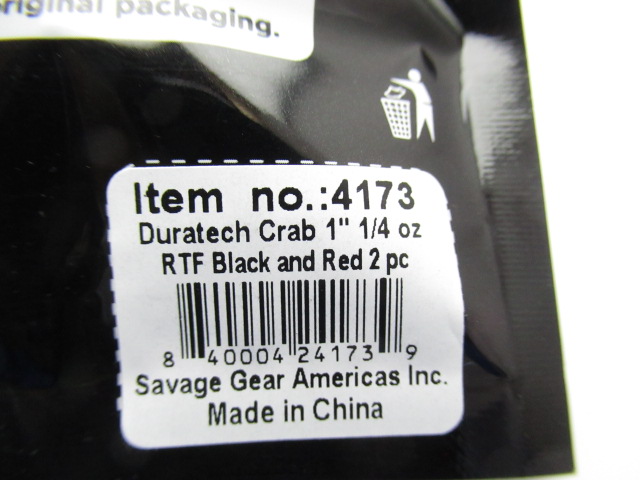 original packaging.
Item no.:4173
Duratech Crab 1" 1/4 oz
RTF Black and Red 2 pc
8 40004 24173 9
Savage Gear Americas Inc.
Made in China